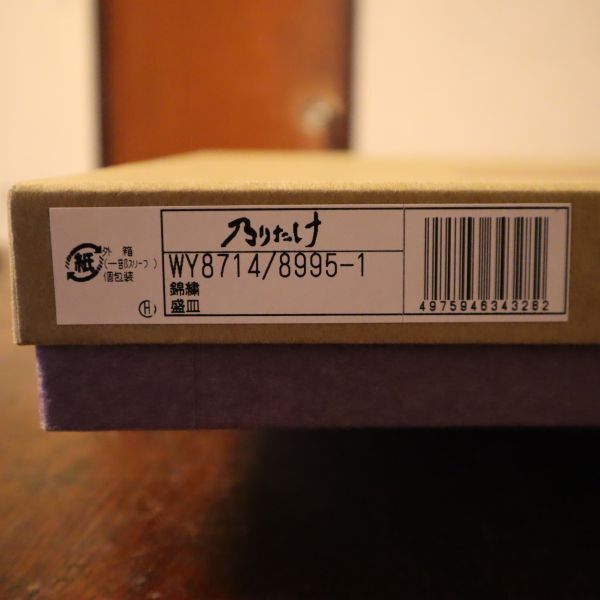 紙
外 箱
(一部スリーブ)
個包装
H
乃りたけ
WY8714/8995-1
錦繍
盛皿
4975946343282